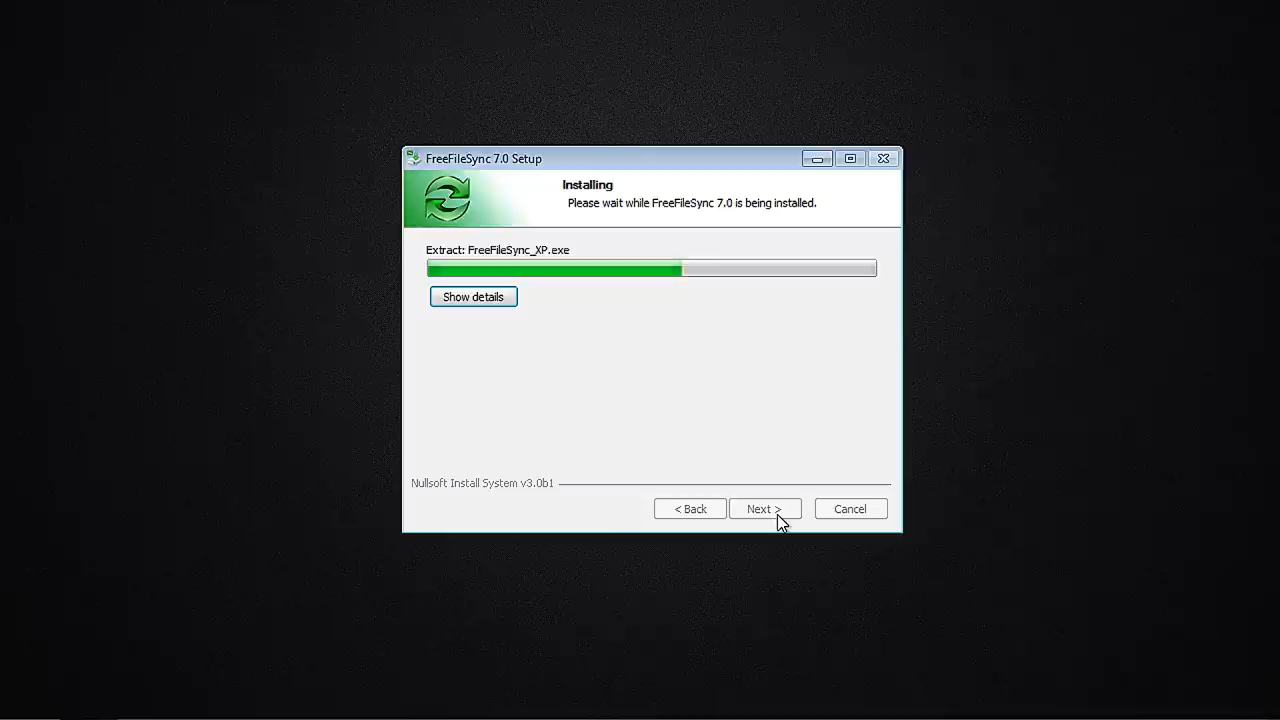 FreeFileSync 7.0 Setup
Installing
Please wait while FreeFileSync 7.0 is being installed.
Extract: FreeFileSync_XP.exe
Show details
Nullsoft Install System v3.0b1
< Back Next > Cancel